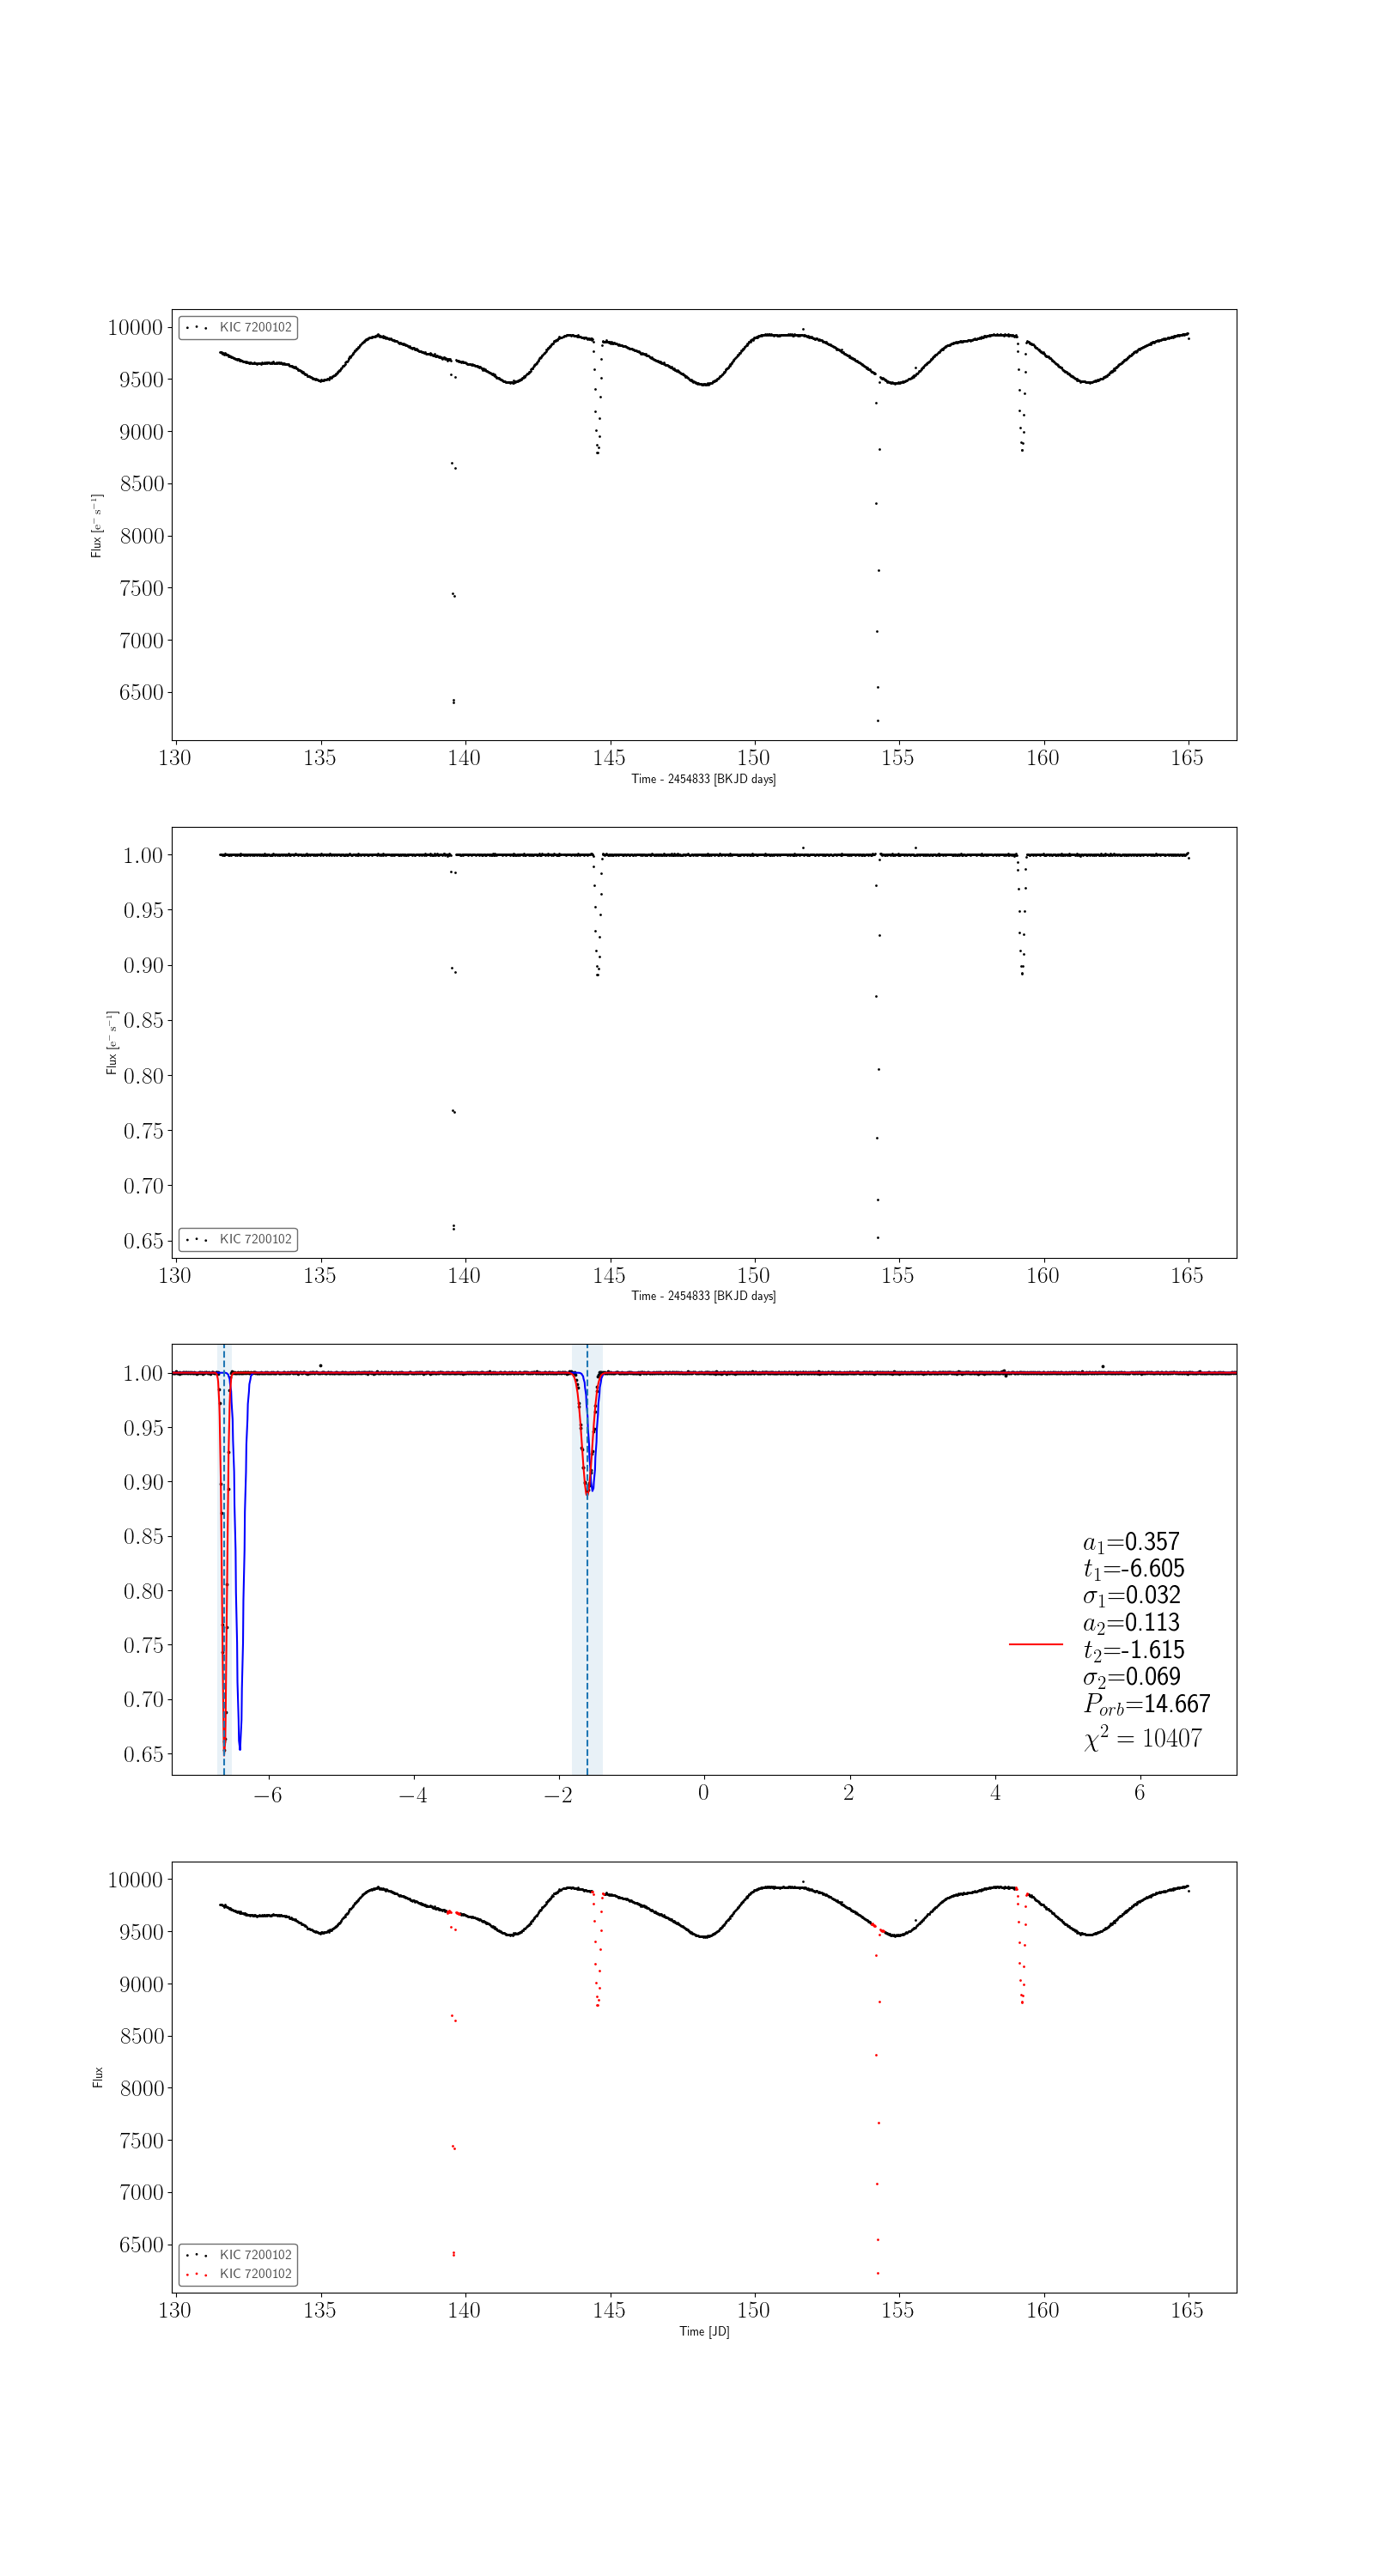 KIC 7200102
10000
9500
9000
8500
8000
7500
7000
6500
Flux [e⁻ s⁻¹]
130 135 140 145 150 155 160 165
Time - 2454833 [BKJD days]
1.00
0.95
0.90
0.85
0.80
0.75
0.70
0.65
Flux [e⁻ s⁻¹]
KIC 7200102
130 135 140 145 150 155 160 165
Time - 2454833 [BKJD days]
1.00
0.95
0.90
0.85
0.80
0.75
0.70
0.65
a₁=0.357
t₁=-6.605
σ₁=0.032
a₂=0.113
t₂=-1.615
σ₂=0.069
Pₒᵣb=14.667
χ² = 10407
−6 −4 −2 0 2 4 6
10000
9500
9000
8500
8000
7500
7000
6500
Flux
KIC 7200102
KIC 7200102
130 135 140 145 150 155 160 165
Time [JD]